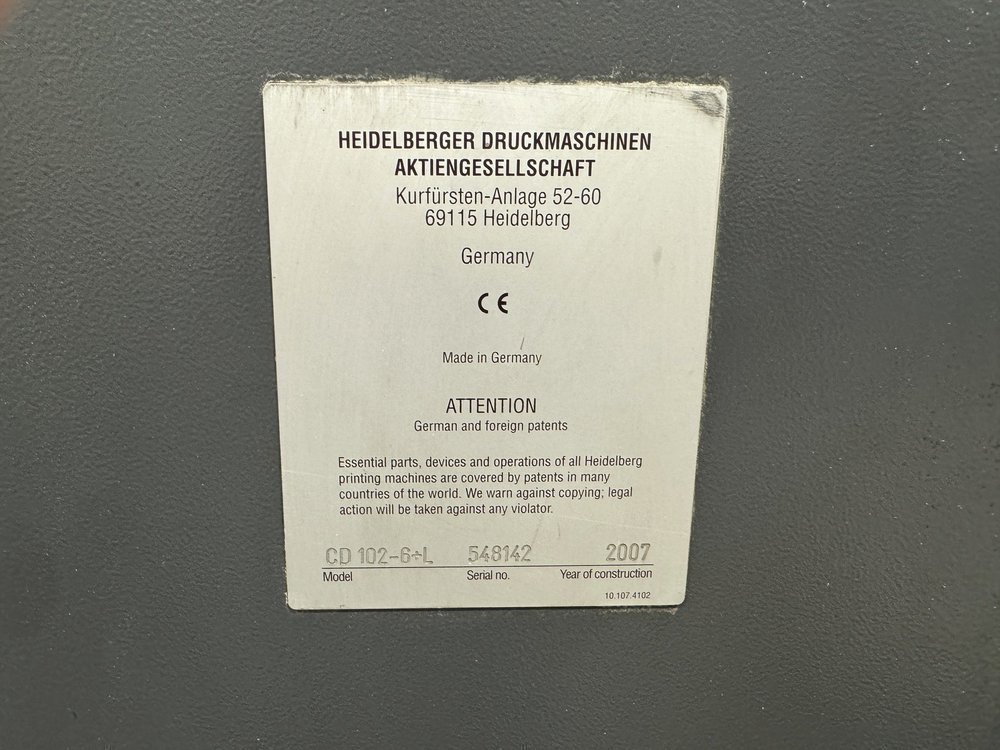 HEIDELBERGER DRUCKMASCHINEN
AKTIENGESELLSCHAFT
Kurfürsten-Anlage 52-60
69115 Heidelberg
Germany
CE
Made in Germany
ATTENTION
German and foreign patents
Essential parts, devices and operations of all Heidelberg
printing machines are covered by patents in many
countries of the world. We warn against copying; legal
action will be taken against any violator.
CD 102-6+L 548142 2007
Model Serial no. Year of construction
10.107.4102